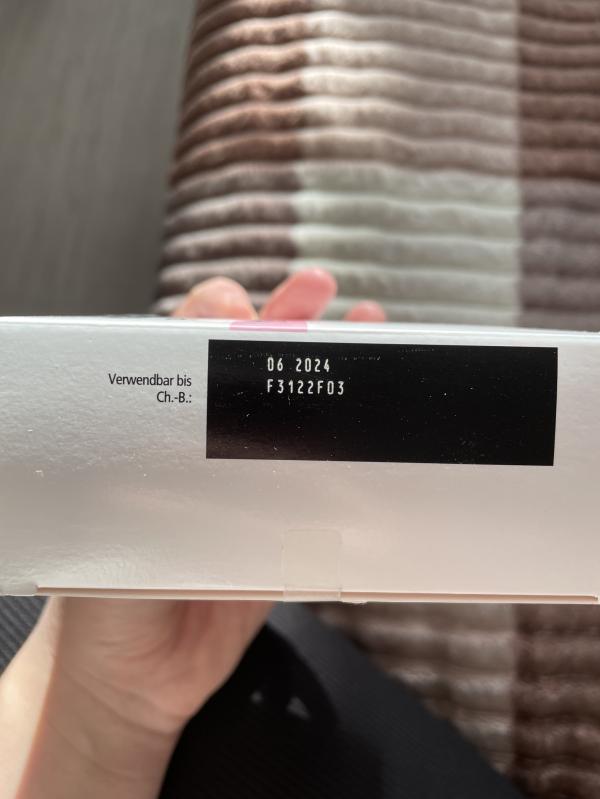 Verwendbar bis
Ch.-B.:
06 2024
F3122F03